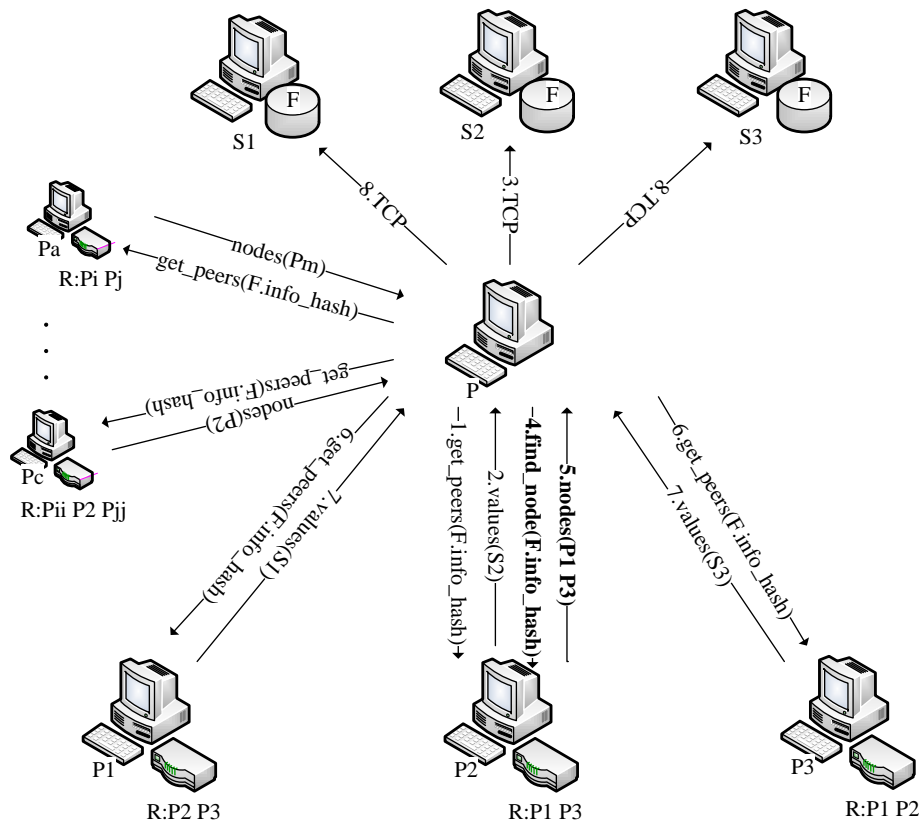 F
F
F
S1
S2
S3
8.TCP
3.TCP
8.TCP
Pa
R:Pi Pj
nodes(Pm)
get_peers(F.info_hash)
.
.
.
P
get_peers(F.info_hash)
nodes(P2)
Pc
R:Pii P2 Pjj
6.get_peers(F.info_hash)
7.values(S1)
1.get_peers(F.info_hash)
2.values(S2)
4.find_node(F.info_hash)
5.nodes(P1 P3)
6.get_peers(F.info_hash)
7.values(S3)
P1
R:P2 P3
P2
R:P1 P3
P3
R:P1 P2